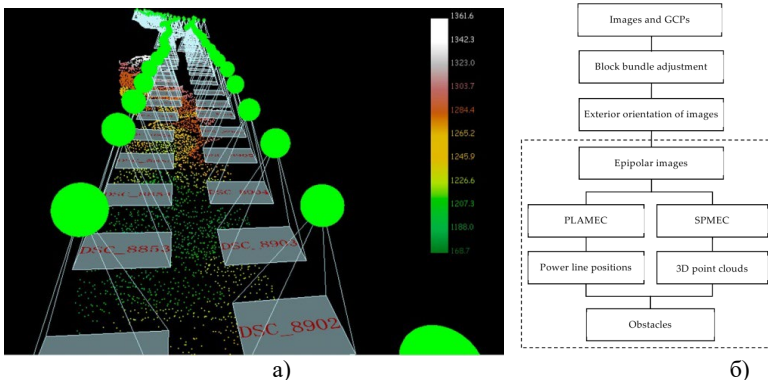 1361.6
1342.3
1323.0
1303.7
1284.4
1265.2
1245.9
1226.6
1207.3
1188.0
DSC_8853
DSC_8902
Images and GCPs
Block bundle adjustment
Exterior orientation of images
Epipolar images
PLAMEC
SPMEC
Power line positions
3D point clouds
Obstacles
а)
б)